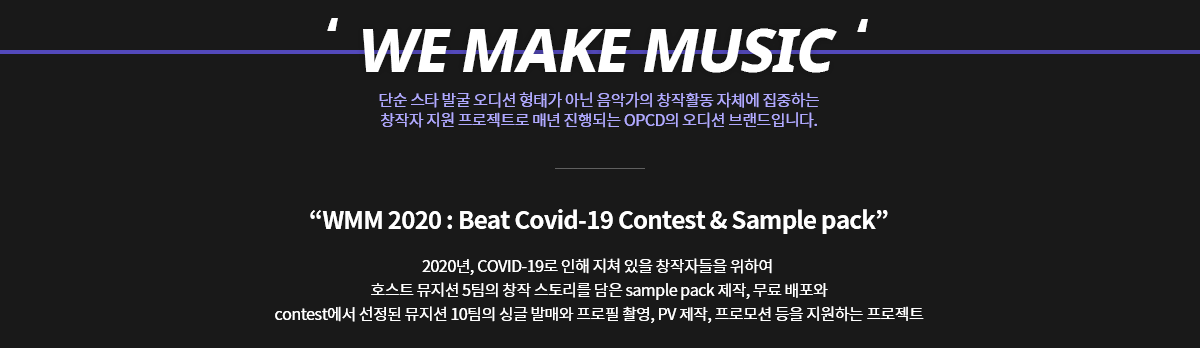 ‘ WE MAKE MUSIC ‘
단순 스타 발굴 오디션 형태가 아닌 음악가의 창작활동 자체에 집중하는
창작자 지원 프로젝트로 매년 진행되는 OPCD의 오디션 브랜드입니다.
“WMM 2020 : Beat Covid-19 Contest & Sample pack”
2020년, COVID-19로 인해 지쳐 있을 창작자들을 위하여
호스트 뮤지션 5팀의 창작 스토리를 담은 sample pack 제작, 무료 배포와
contest에서 선정된 뮤지션 10팀의 싱글 발매와 프로필 촬영, PV 제작, 프로모션 등을 지원하는 프로젝트